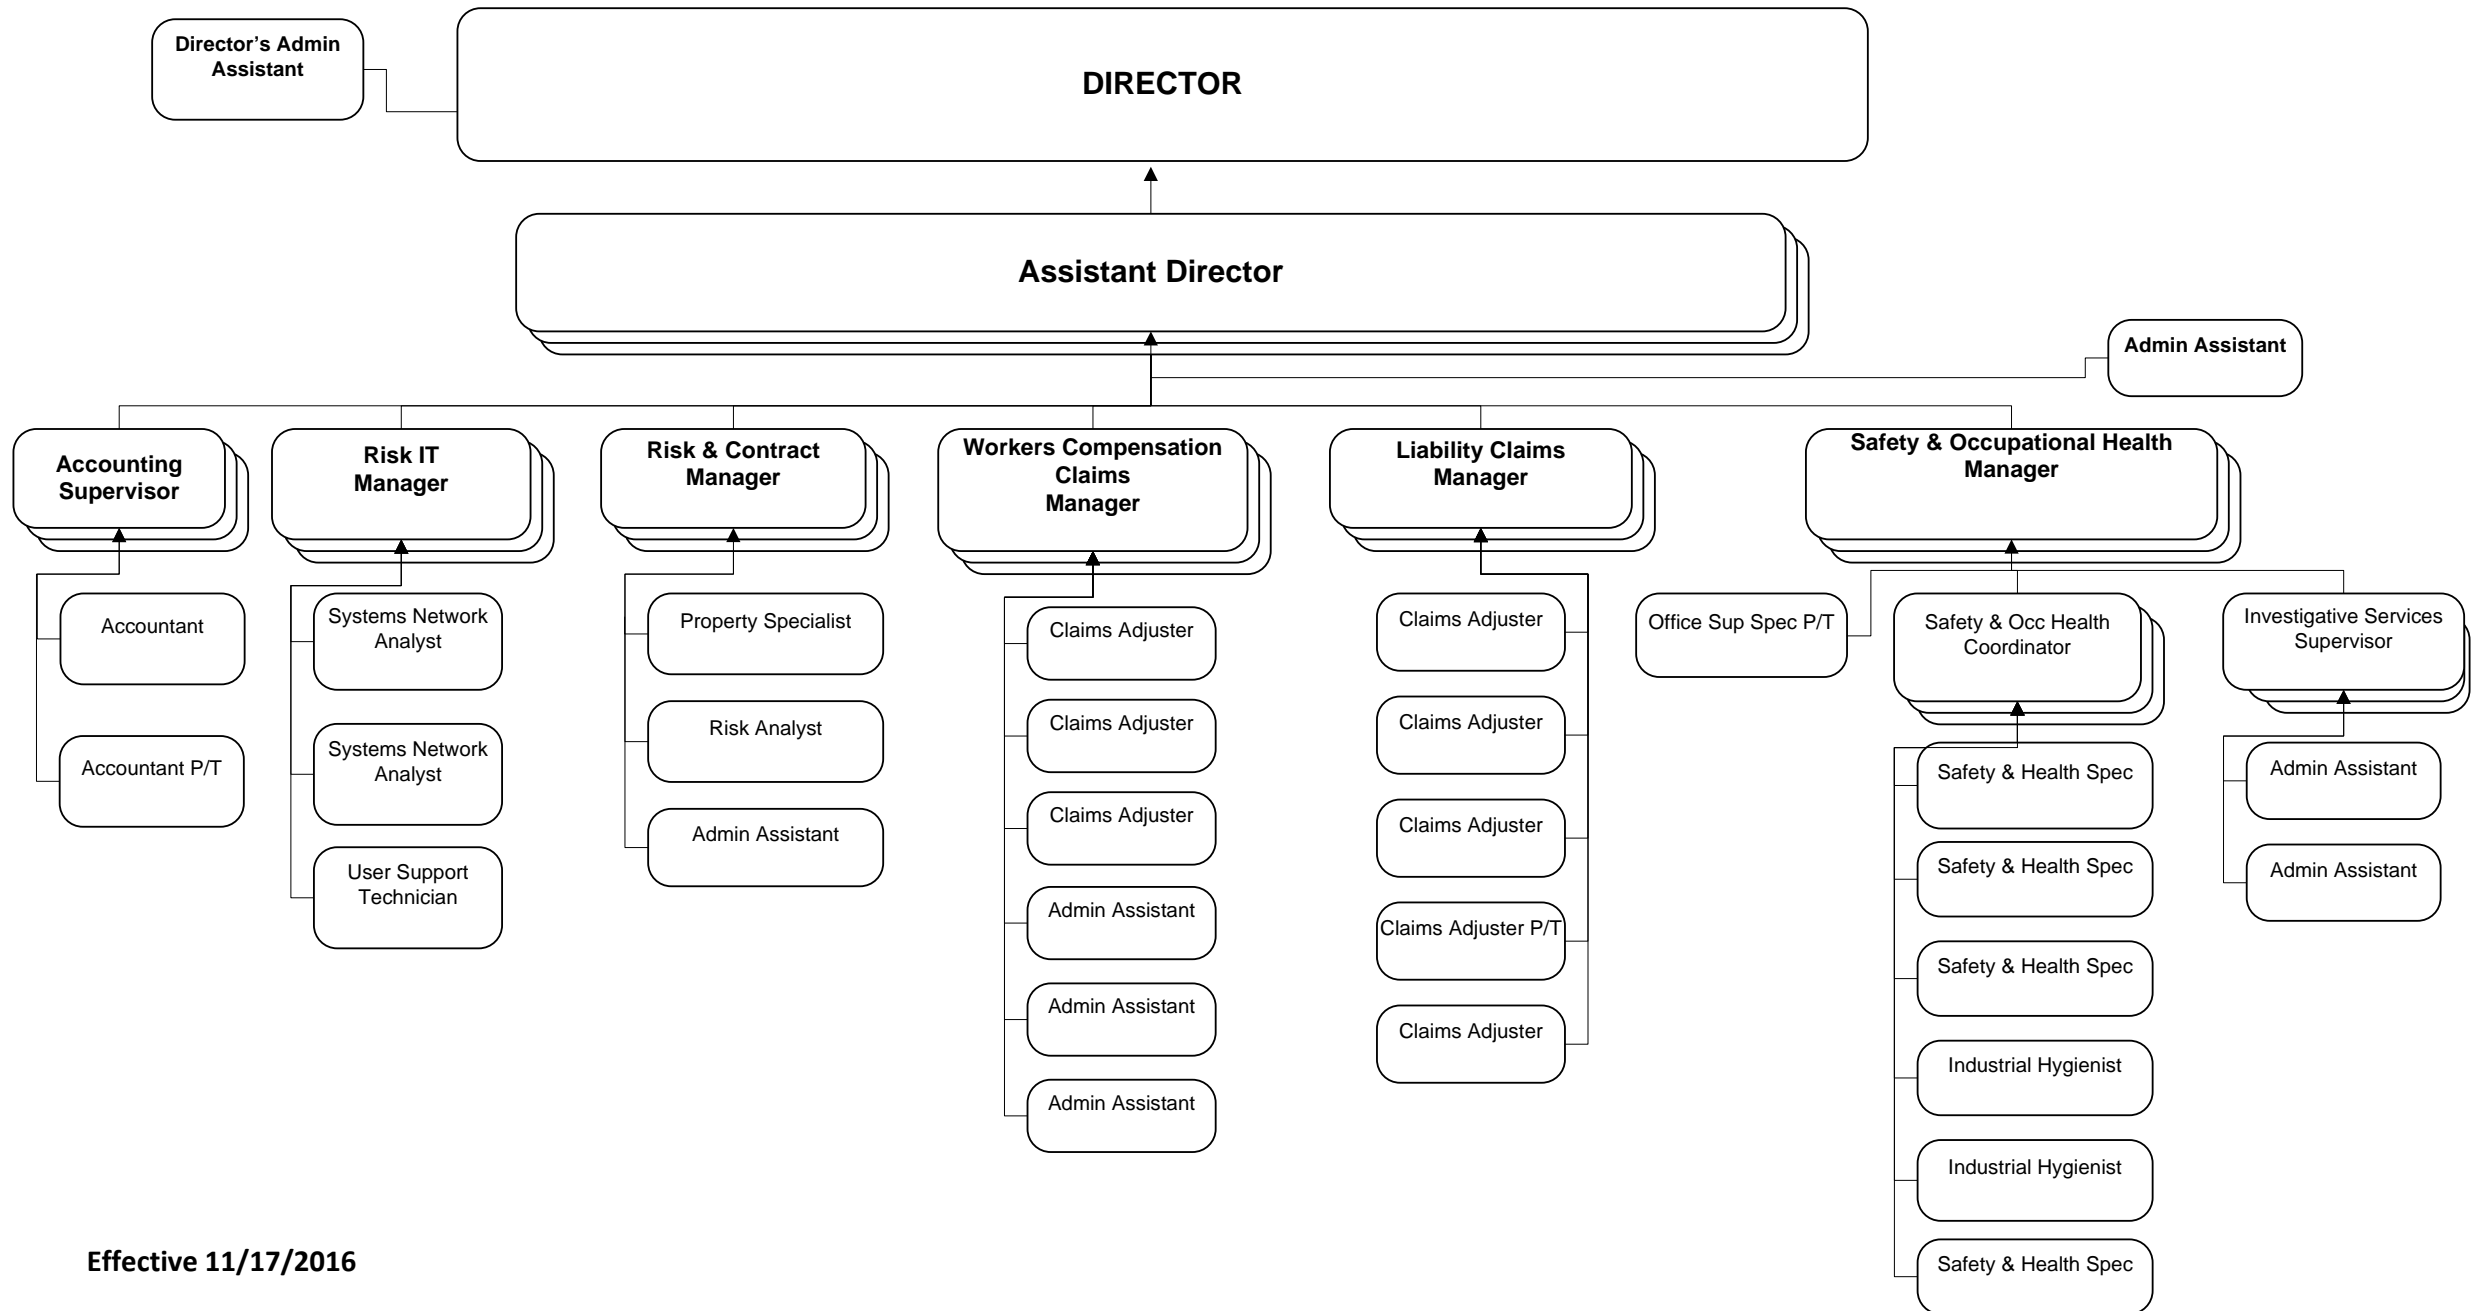 Director's Admin
Assistant
DIRECTOR
Assistant Director
Admin Assistant
Accounting
Supervisor
Risk IT
Manager
Risk & Contract
Manager
Workers Compensation
Claims
Manager
Liability Claims
Manager
Safety & Occupational Health
Manager
Accountant
Accountant P/T
Systems Network
Analyst
Systems Network
Analyst
User Support
Technician
Property Specialist
Risk Analyst
Admin Assistant
Claims Adjuster
Claims Adjuster
Claims Adjuster
Admin Assistant
Admin Assistant
Admin Assistant
Claims Adjuster
Claims Adjuster
Claims Adjuster
Claims Adjuster P/T
Claims Adjuster
Office Sup Spec P/T
Safety & Occ Health
Coordinator
Safety & Health Spec
Safety & Health Spec
Safety & Health Spec
Industrial Hygienist
Industrial Hygienist
Safety & Health Spec
Investigative Services
Supervisor
Admin Assistant
Admin Assistant
Effective 11/17/2016